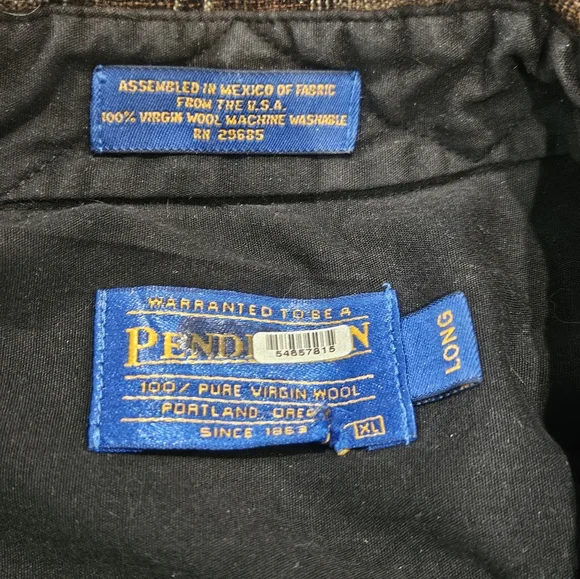 ASSEMBLED IN MEXICO OF FABRIC
FROM THE U.S.A.
100% VIRGIN WOOL MACHINE WASHABLE
RN 29685
WARRANTED TO BE A
PEND N
54857815
100% PURE VIRGIN WOOL
PORTLAND, OREG
SINCE 1863
XL
LONG